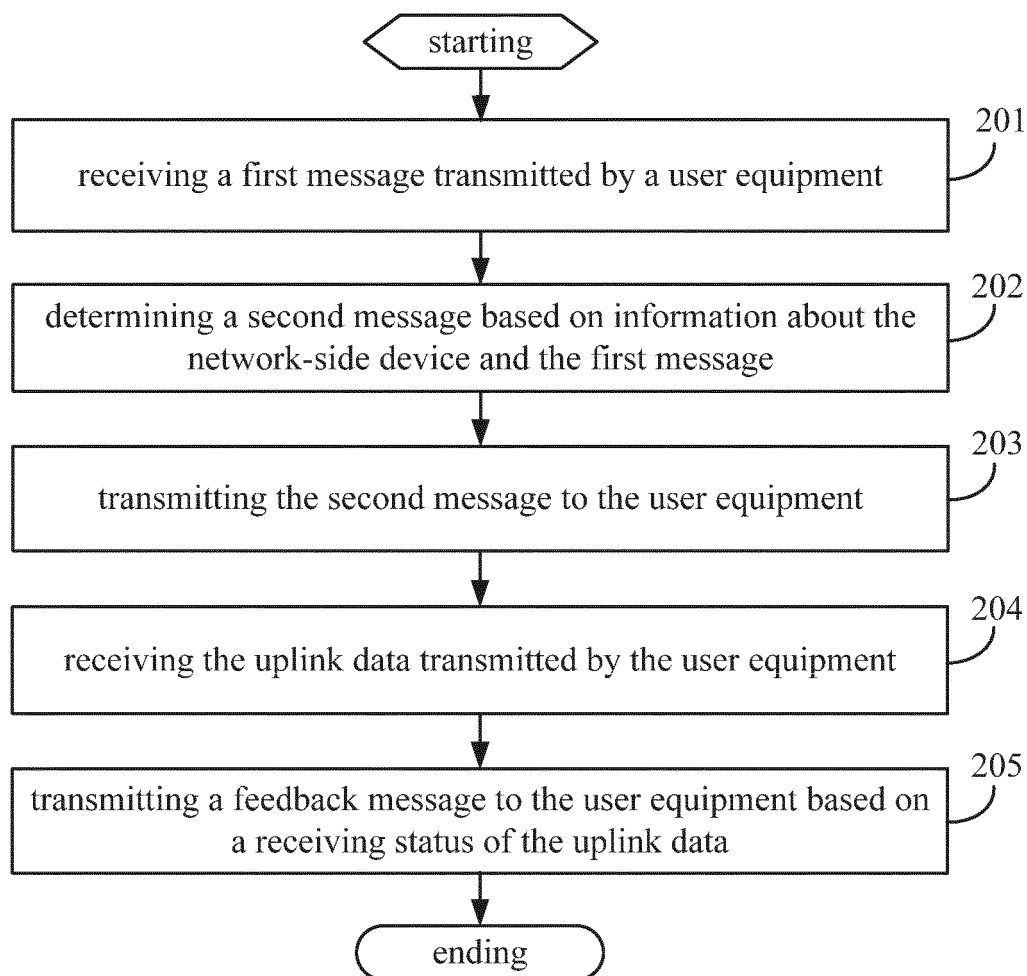 starting
201
receiving a first message transmitted by a user equipment
202
determining a second message based on information about the
network-side device and the first message
203
transmitting the second message to the user equipment
204
receiving the uplink data transmitted by the user equipment
205
transmitting a feedback message to the user equipment based on
a receiving status of the uplink data
ending